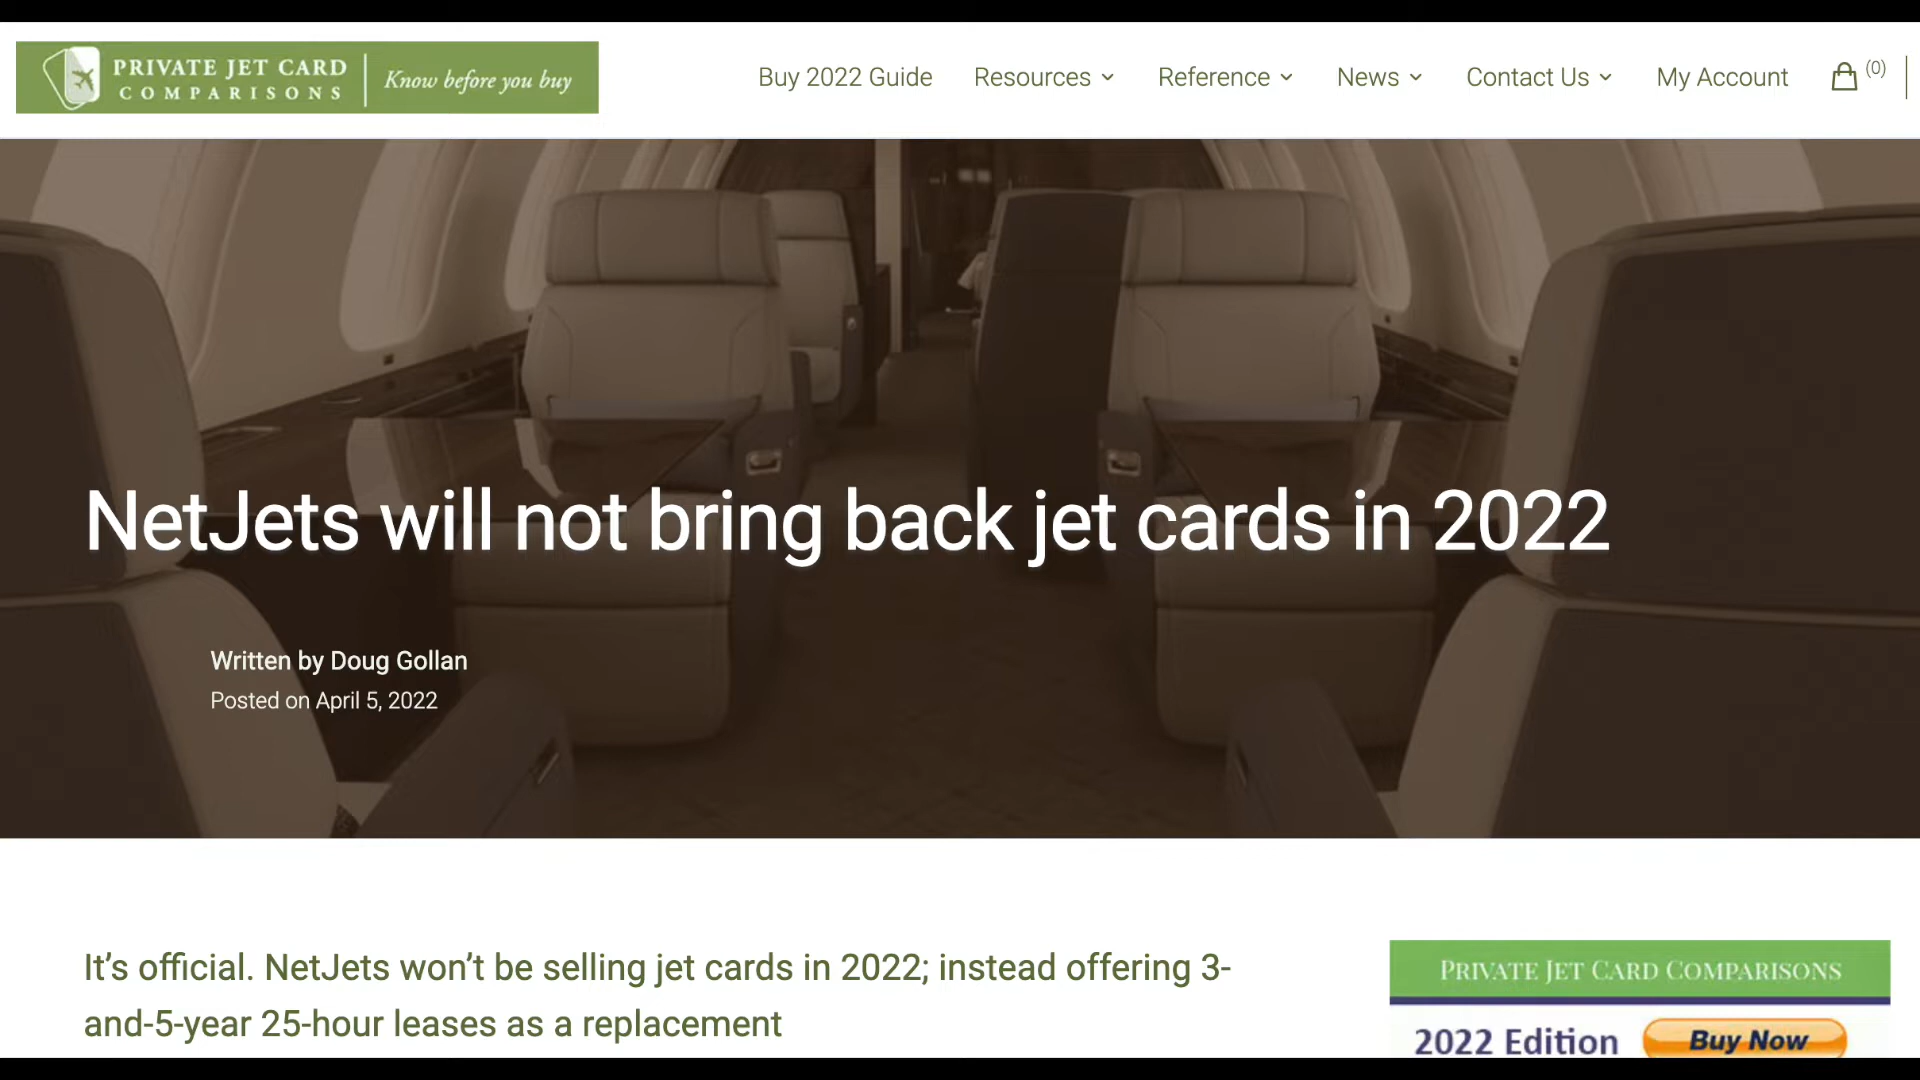 PRIVATE JET CARD
COMPARISONS
Know before you buy
Buy 2022 Guide
Resources
Reference
News
Contact Us
My Account
(0)
NetJets will not bring back jet cards in 2022
Written by Doug Gollan
Posted on April 5, 2022
It’s official. NetJets won’t be selling jet cards in 2022; instead offering 3-
and-5-year 25-hour leases as a replacement
PRIVATE JET CARD COMPARISONS
2022 Edition
Buy Now